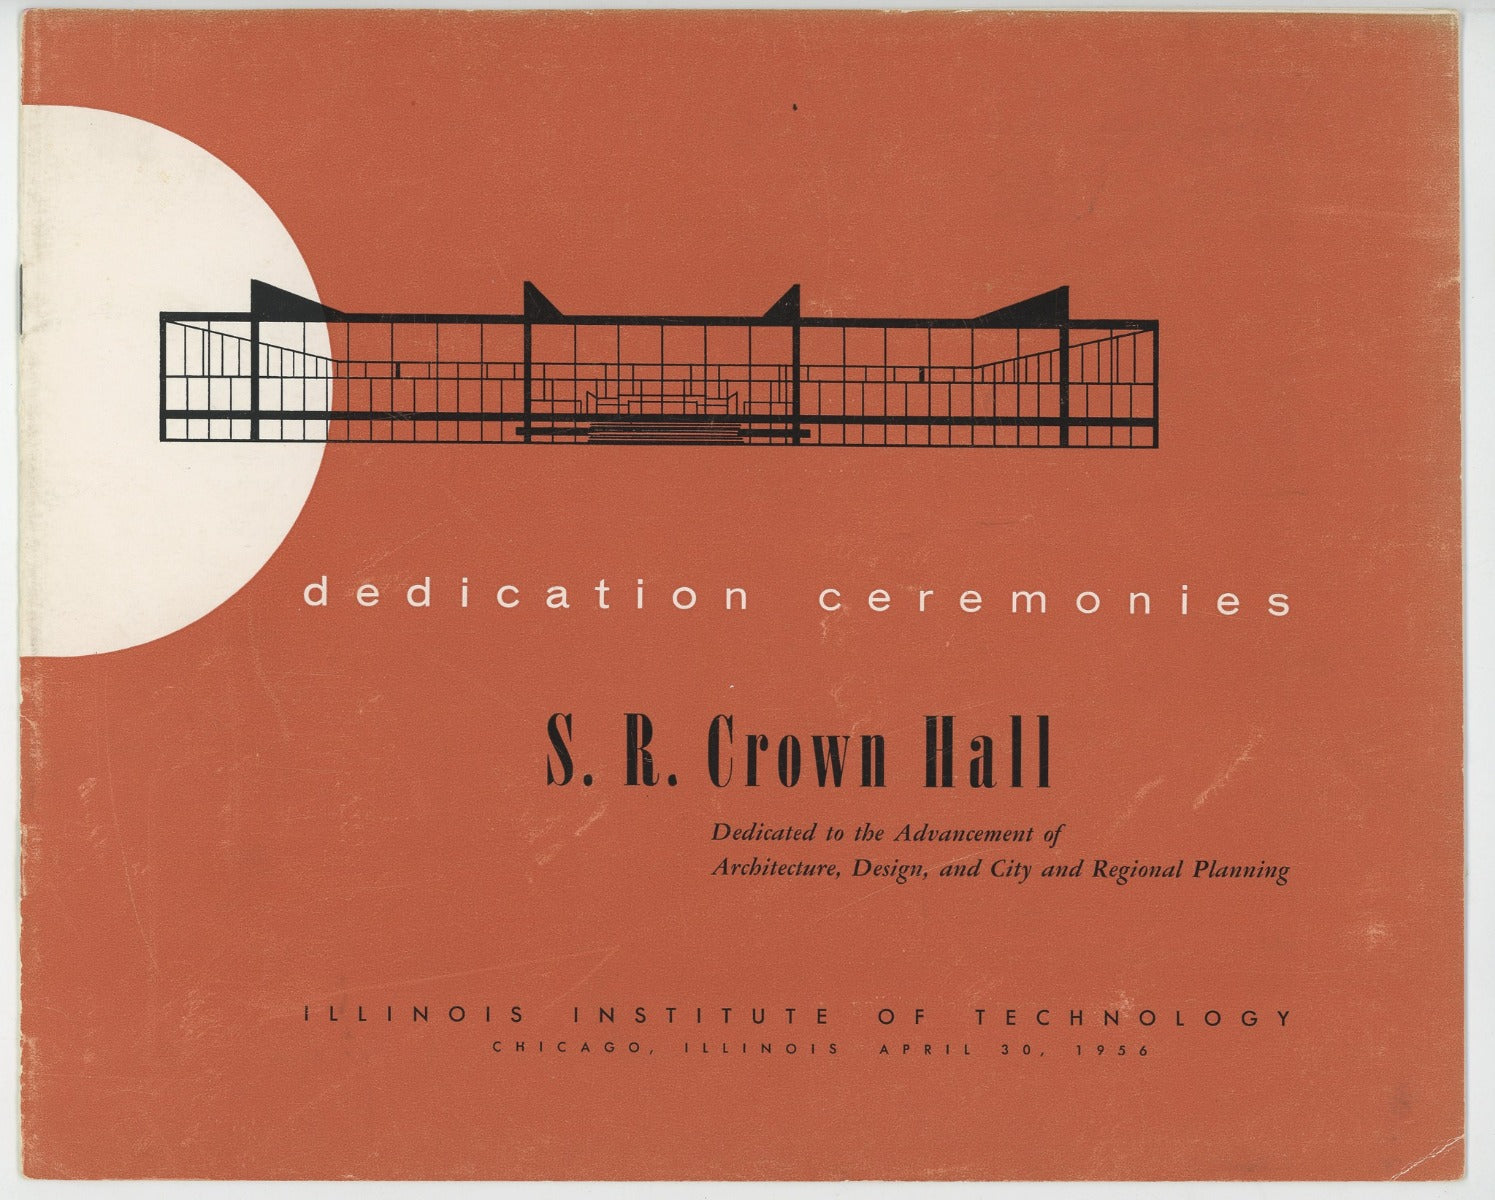 dedication ceremonies
S. R. Crown Hall
Dedicated to the Advancement of
Architecture, Design, and City and Regional Planning
ILLINOIS INSTITUTE OF TECHNOLOGY
CHICAGO, ILLINOIS APRIL 30, 1956